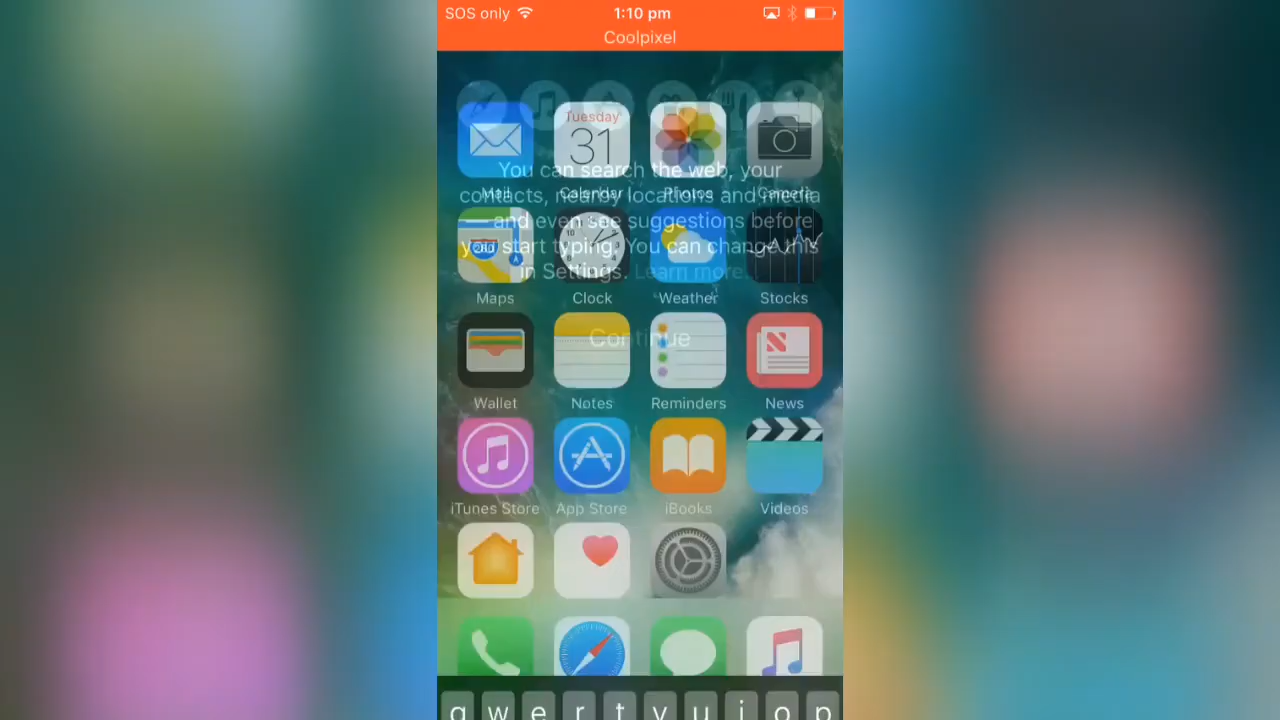 SOS only 1:10 pm
Coolpixel
Tuesday
31
You can search the web, your
Mail Calendar Photos Camera
contacts, nearby locations and media
and even see suggestions before
you start typing. You can change this
in Settings. Learn more.
Maps Clock Weather Stocks
Continue
Wallet Notes Reminders News
iTunes Store App Store iBooks Videos
q w e r t y u i o p